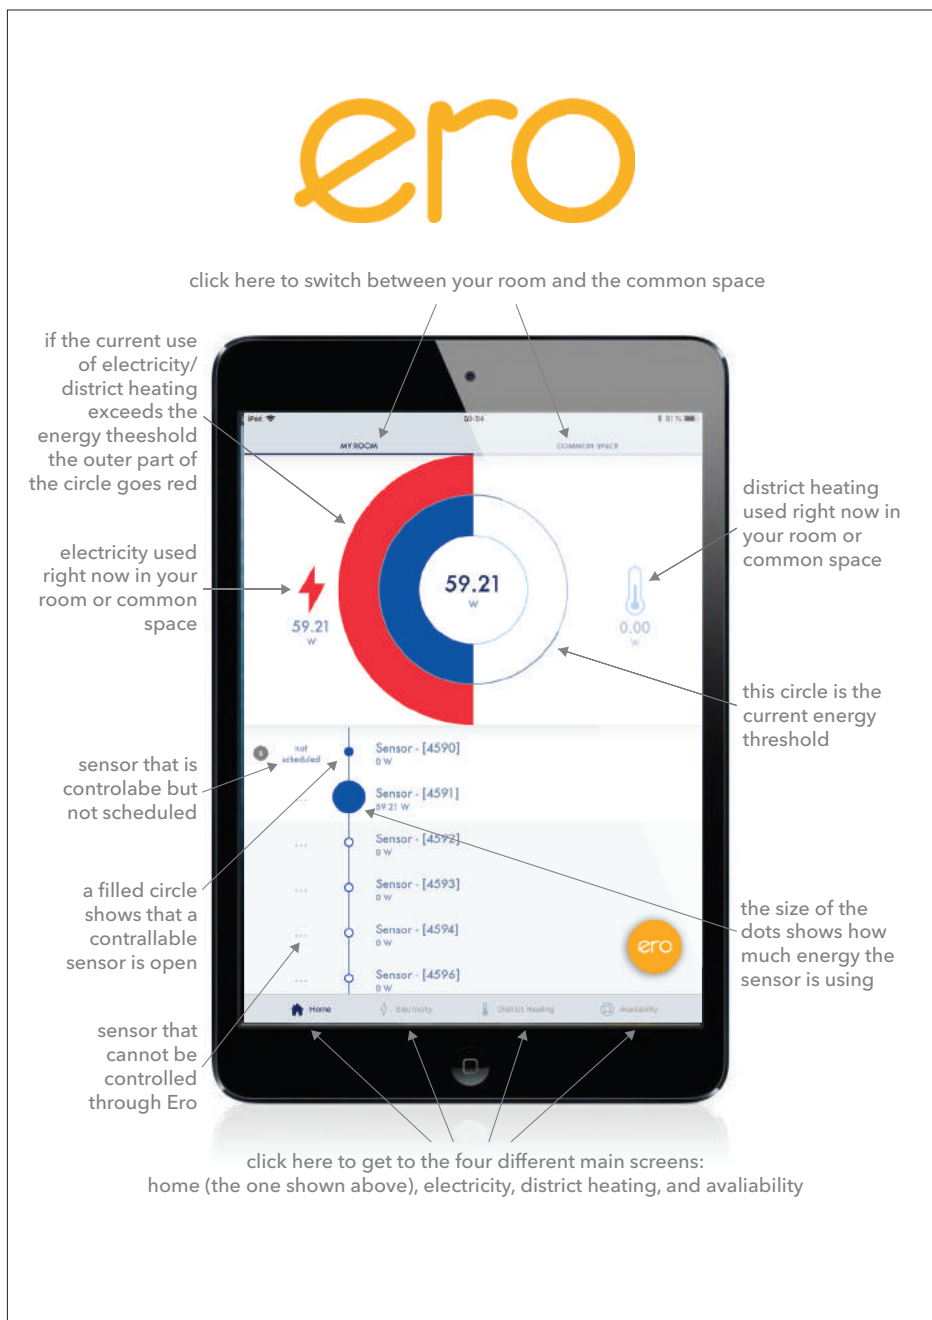 ero
click here to switch between your room and the common space
if the current use
of electricity/
district heating
exceeds the
energy theeshold
the outer part of
the circle goes red
iPad
81 %
MY ROOM
COMMON SPACE
district heating
used right now in
your room or
common space
electricity used
right now in your
room or common
space
59.21
W
59.21
W
0.00
W
this circle is the
current energy
threshold
sensor that is
controlabe but
not scheduled
not
scheduled
Sensor - [4590]
0 W
...
Sensor - [4591]
59.21 W
...
Sensor - [4592]
0 W
...
Sensor - [4593]
0 W
...
Sensor - [4594]
0 W
...
Sensor - [4596]
0 W
a filled circle
shows that a
contrallable
sensor is open
the size of the
dots shows how
much energy the
sensor is using
ero
Home
Electricity
District Heating
Availability
sensor that
cannot be
controlled
through Ero
click here to get to the four different main screens:
home (the one shown above), electricity, district heating, and avaliability